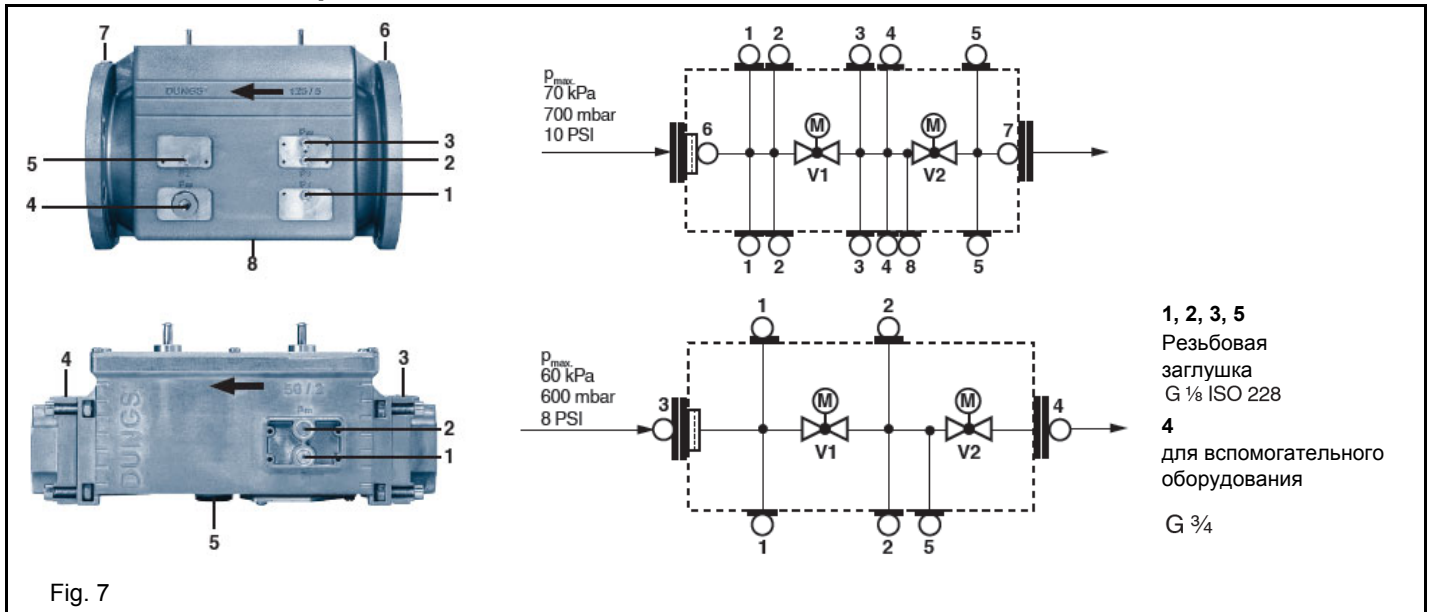 7
6
DUNGS
125 / 5
3
2
5
4
1
8
1 2 3 4 5
pmax.
70 kPa
700 mbar
10 PSI
6
M
M
7
V1
V2
1 2 3 4 8 5
4
3
50 / 2
DUNGS
2
1
5
1 2
pmax.
60 kPa
600 mbar
8 PSI
3
M
M
4
V1
V2
1 2 5
1, 2, 3, 5
Резьбовая
заглушка
G ⅛ ISO 228
4
для вспомогательного
оборудования
G ¾
Fig. 7